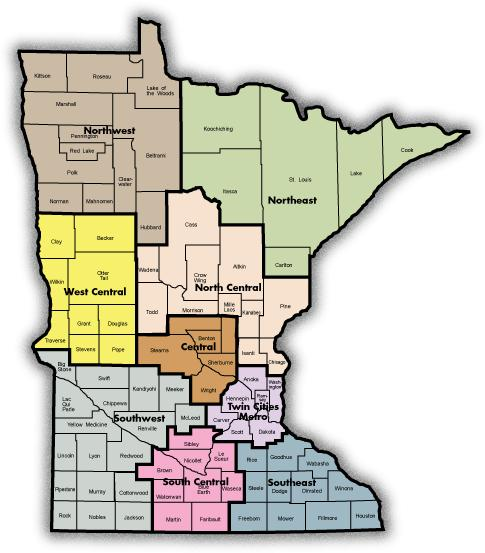 Kittson
Roseau
Lake of
the Woods
Marshall
Koochiching
Northwest
Pennington
Red Lake
Beltrami
Polk
Clear-
water
Cook
Lake
St. Louis
Itasca
Northeast
Norman
Mahnomen
Hubbard
Cass
Clay
Becker
Wadena
Aitkin
Carlton
Otter
Tail
Crow
Wing
Wilkin
West Central
North Central
Pine
Todd
Morrison
Mille
Lacs
Kanabec
Grant
Douglas
Traverse
Stevens
Pope
Stearns
Benton
Central
Sherburne
Isanti
Chisago
Big
Stone
Swift
Kandiyohi
Meeker
Wright
Anoka
Wash-
ington
Hennepin
Ram-
sey
Lac
Qui
Parle
Chippewa
Southwest
McLeod
Carver
Twin Cities
Metro
Scott
Dakota
Yellow Medicine
Renville
Sibley
Lincoln
Lyon
Redwood
Nicollet
Le
Sueur
Rice
Goodhue
Wabasha
Brown
South Central
Southeast
Pipestone
Murray
Cottonwood
Watonwan
Blue
Earth
Waseca
Steele
Dodge
Olmsted
Winona
Rock
Nobles
Jackson
Martin
Faribault
Freeborn
Mower
Fillmore
Houston